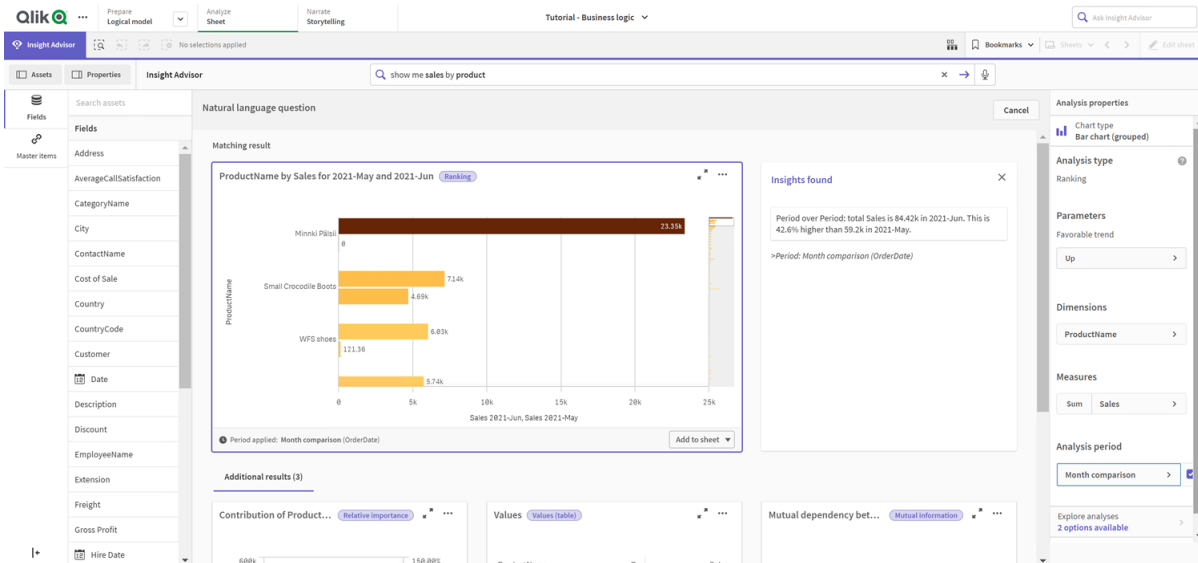 Qlik
Prepare
Logical model
Analyze
Sheet
Narrate
Storytelling
Tutorial - Business logic
Ask Insight Advisor
Insight Advisor
No selections applied
Bookmarks
Sheets
Edit sheet
Assets
Properties
Insight Advisor
show me sales by product
Fields
Master items
Search assets
Fields
Address
AverageCallSatisfaction
CategoryName
City
ContactName
Cost of Sale
Country
CountryCode
Customer
Date
Description
Discount
EmployeeName
Extension
Freight
Gross Profit
Hire Date
Natural language question
Cancel
Matching result
ProductName by Sales for 2021-May and 2021-Jun
Ranking
ProductName
Minnki Pälsii
23.35k
0
Small Crocodile Boots
7.14k
4.69k
WFS shoes
6.03k
121.36
5.74k
0 5k 10k 15k 20k 25k
Sales 2021-Jun, Sales 2021-May
Period applied: Month comparison (OrderDate)
Add to sheet
Insights found
Period over Period: total Sales is 84.42k in 2021-Jun. This is
42.6% higher than 59.2k in 2021-May.
>Period: Month comparison (OrderDate)
Additional results (3)
Contribution of Product...
Relative importance
600k
150.00%
Values
Values (table)
Mutual dependency bet...
Mutual information
Analysis properties
Chart type
Bar chart (grouped)
Analysis type
Ranking
Parameters
Favorable trend
Up
Dimensions
ProductName
Measures
Sum Sales
Analysis period
Month comparison
Explore analyses
2 options available